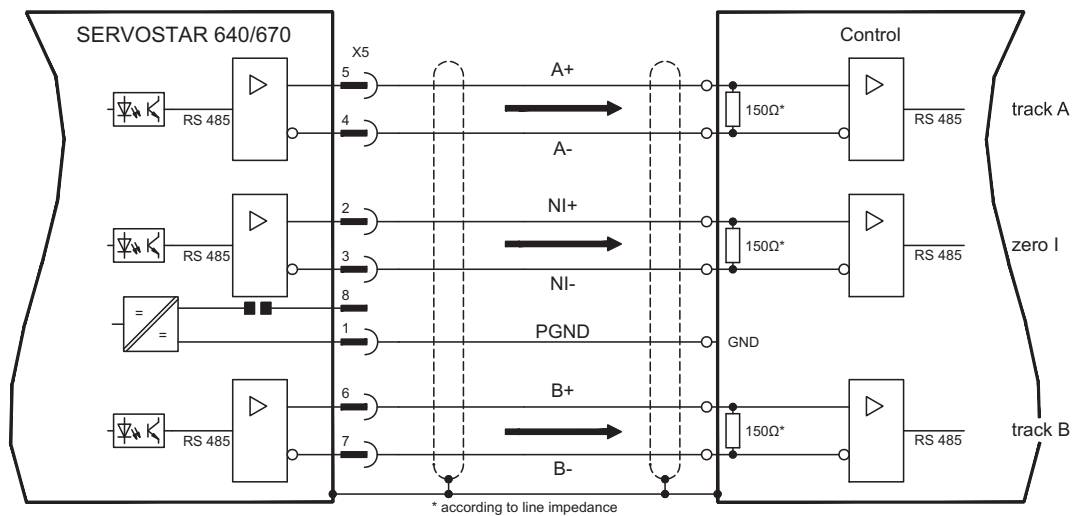 SERVOSTAR 640/670
X5
Control
5
A+
RS 485
150Ω*
RS 485
track A
4
A-
2
NI+
RS 485
150Ω*
RS 485
zero I
3
NI-
8
=
=
1
PGND
GND
6
B+
RS 485
150Ω*
RS 485
track B
7
B-
* according to line impedance